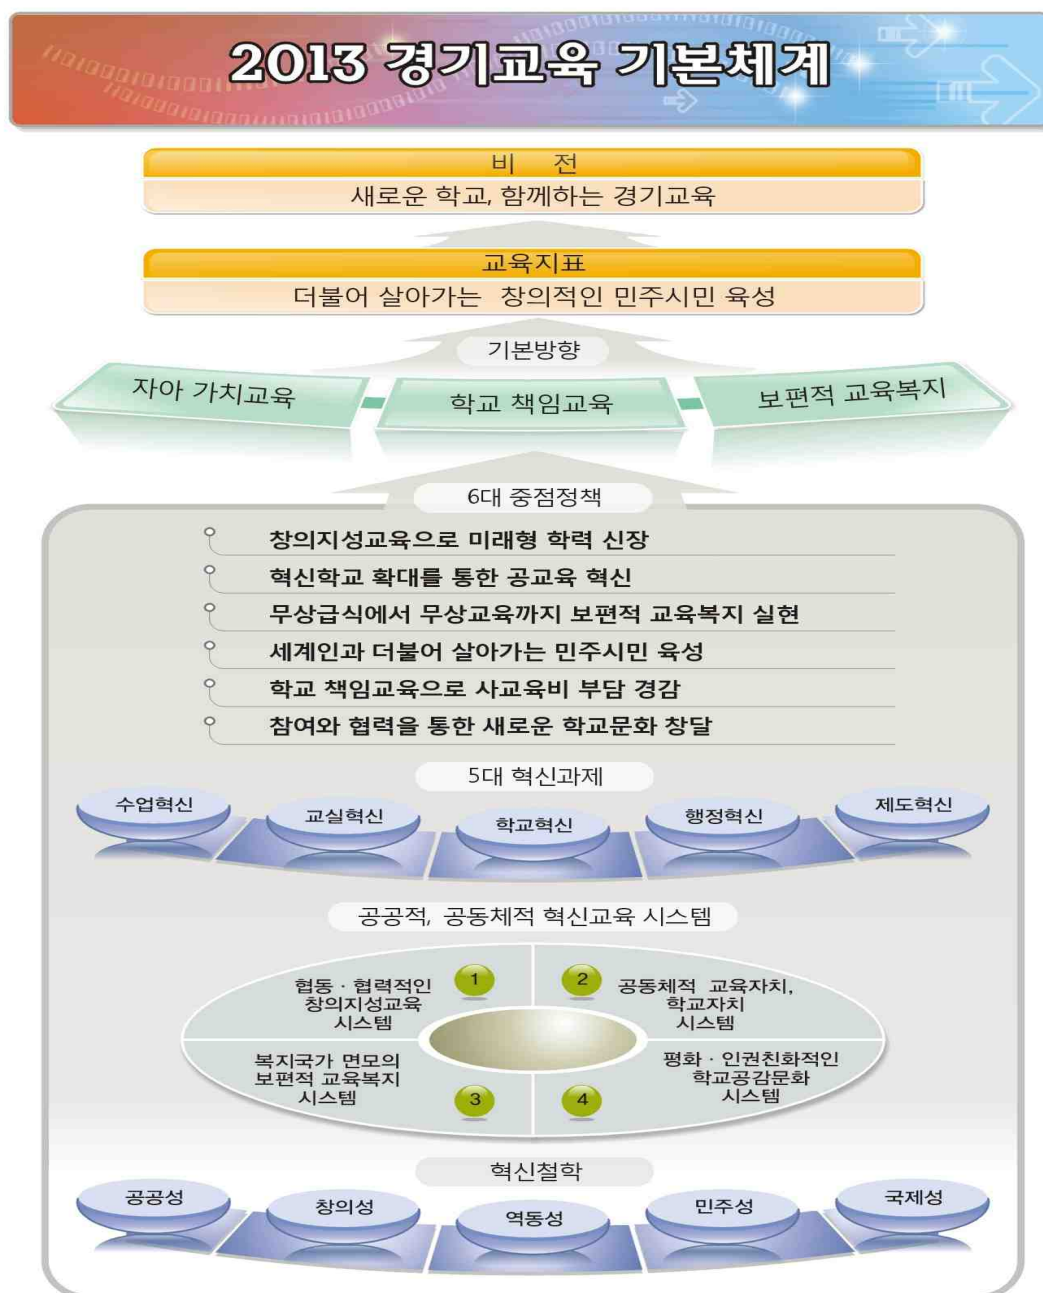 2013 경기교육 기본체계
비 전
새로운 학교, 함께하는 경기교육
교육지표
더불어 살아가는 창의적인 민주시민 육성
기본방향
자아 가치교육
학교 책임교육
보편적 교육복지
6대 중점정책
창의지성교육으로 미래형 학력 신장
혁신학교 확대를 통한 공교육 혁신
무상급식에서 무상교육까지 보편적 교육복지 실현
세계인과 더불어 살아가는 민주시민 육성
학교 책임교육으로 사교육비 부담 경감
참여와 협력을 통한 새로운 학교문화 창달
5대 혁신과제
수업혁신
교실혁신
학교혁신
행정혁신
제도혁신
공공적, 공동체적 혁신교육 시스템
협동 · 협력적인
창의지성교육
시스템
1
2
공동체적 교육자치,
학교자치
시스템
복지국가 면모의
보편적 교육복지
시스템
3
4
평화 · 인권친화적인
학교공감문화
시스템
혁신철학
공공성
창의성
역동성
민주성
국제성